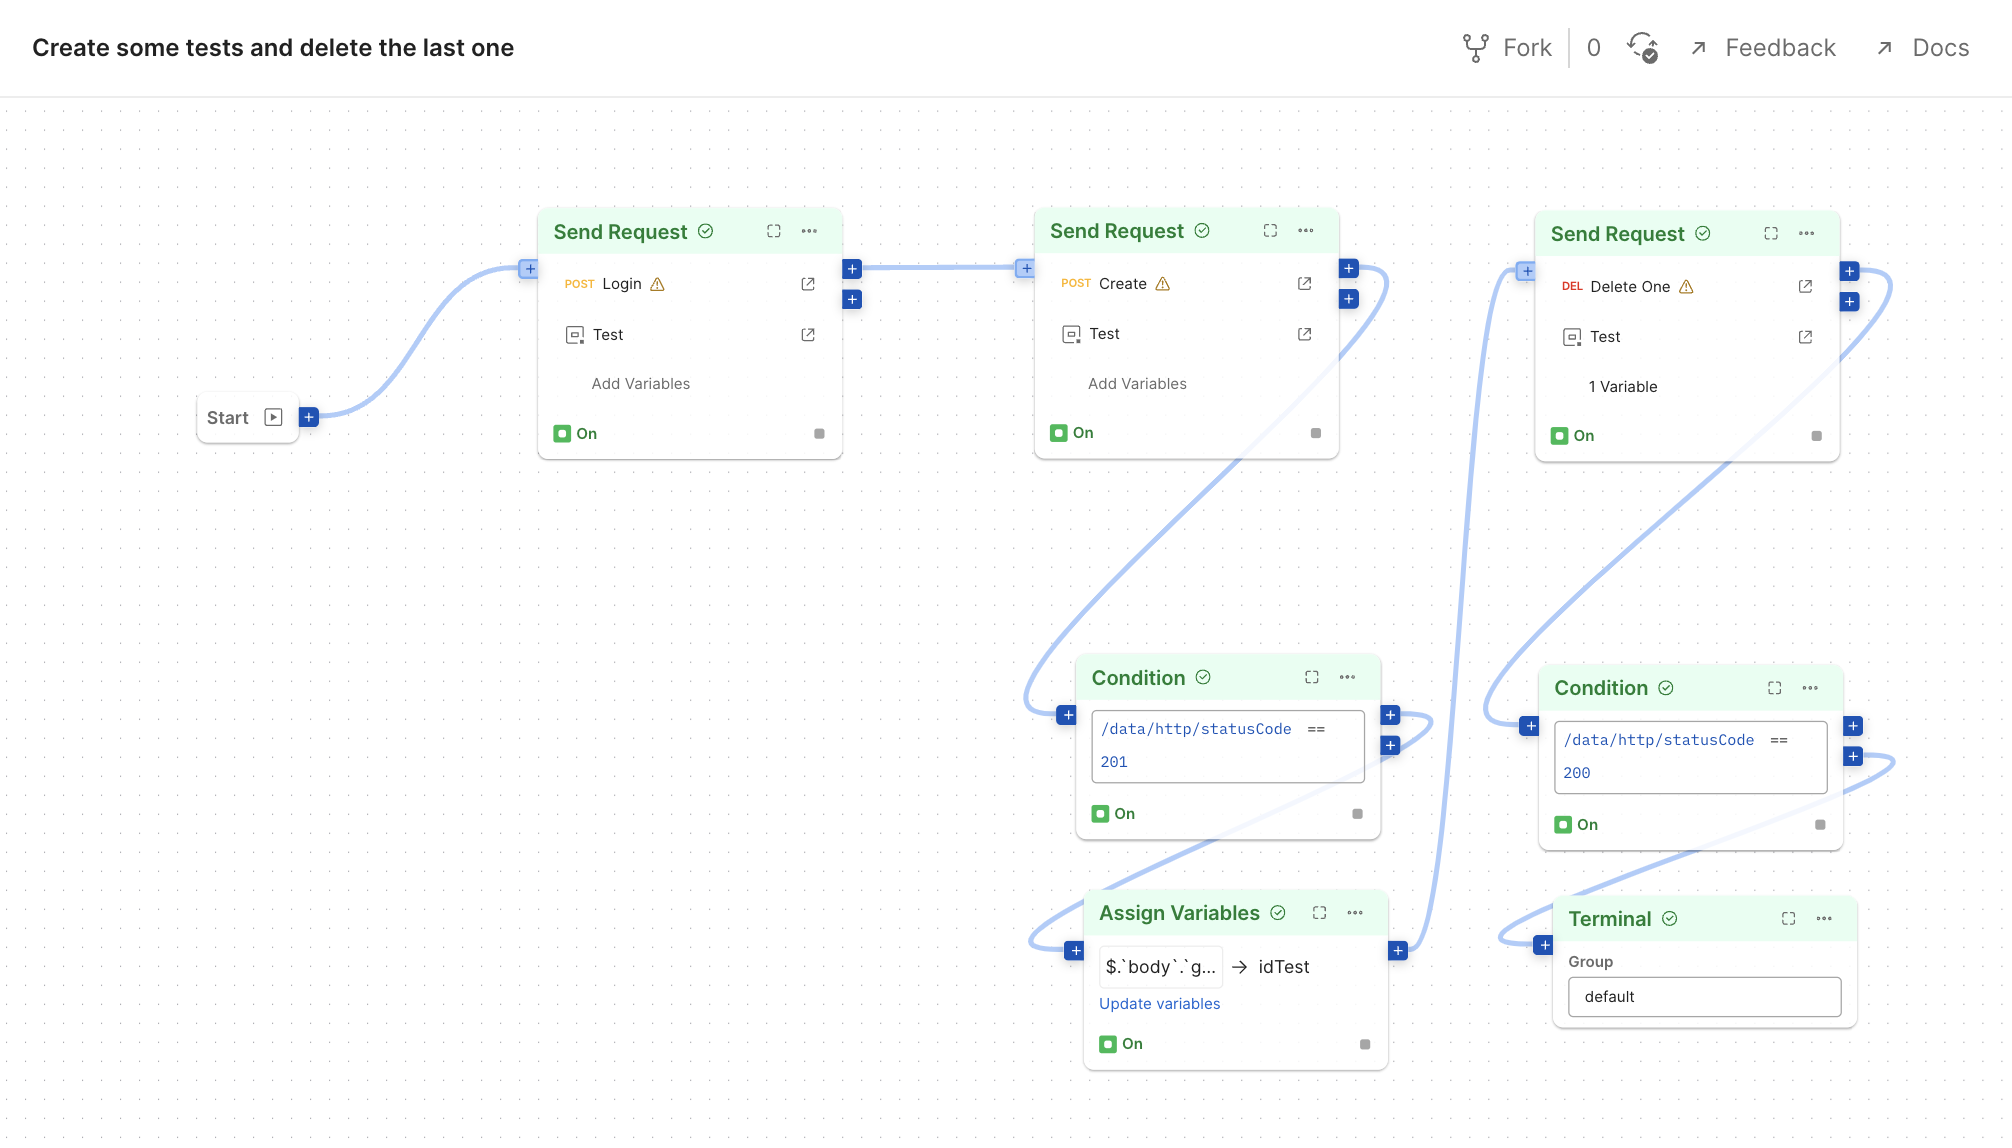 Create some tests and delete the last one
Fork 0 Feedback Docs
Start
Send Request
POST Login
Test
Add Variables
On
Send Request
POST Create
Test
Add Variables
On
Send Request
DEL Delete One
Test
1 Variable
On
Condition
/data/http/statusCode ==
201
On
Condition
/data/http/statusCode ==
200
On
Assign Variables
$.`body`.`g... → idTest
Update variables
On
Terminal
Group
default